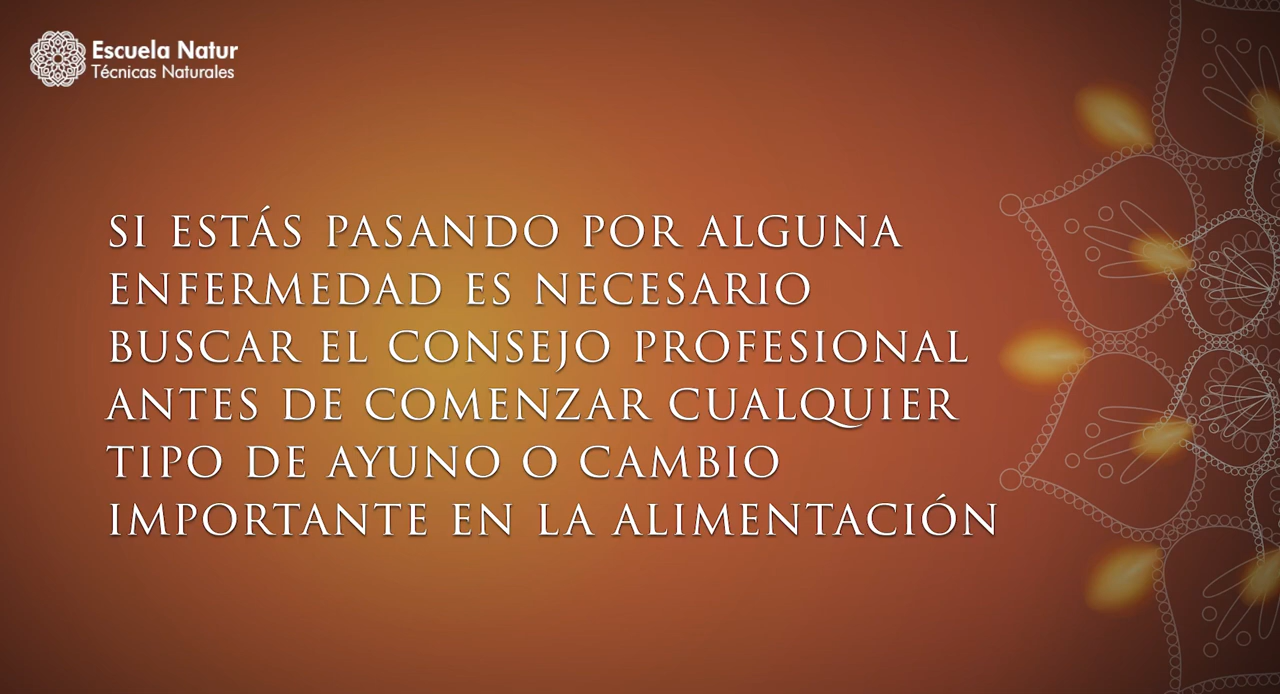 Escuela Natur
Técnicas Naturales
SI ESTÁS PASANDO POR ALGUNA
ENFERMEDAD ES NECESARIO
BUSCAR EL CONSEJO PROFESIONAL
ANTES DE COMENZAR CUALQUIER
TIPO DE AYUNO O CAMBIO
IMPORTANTE EN LA ALIMENTACIÓN